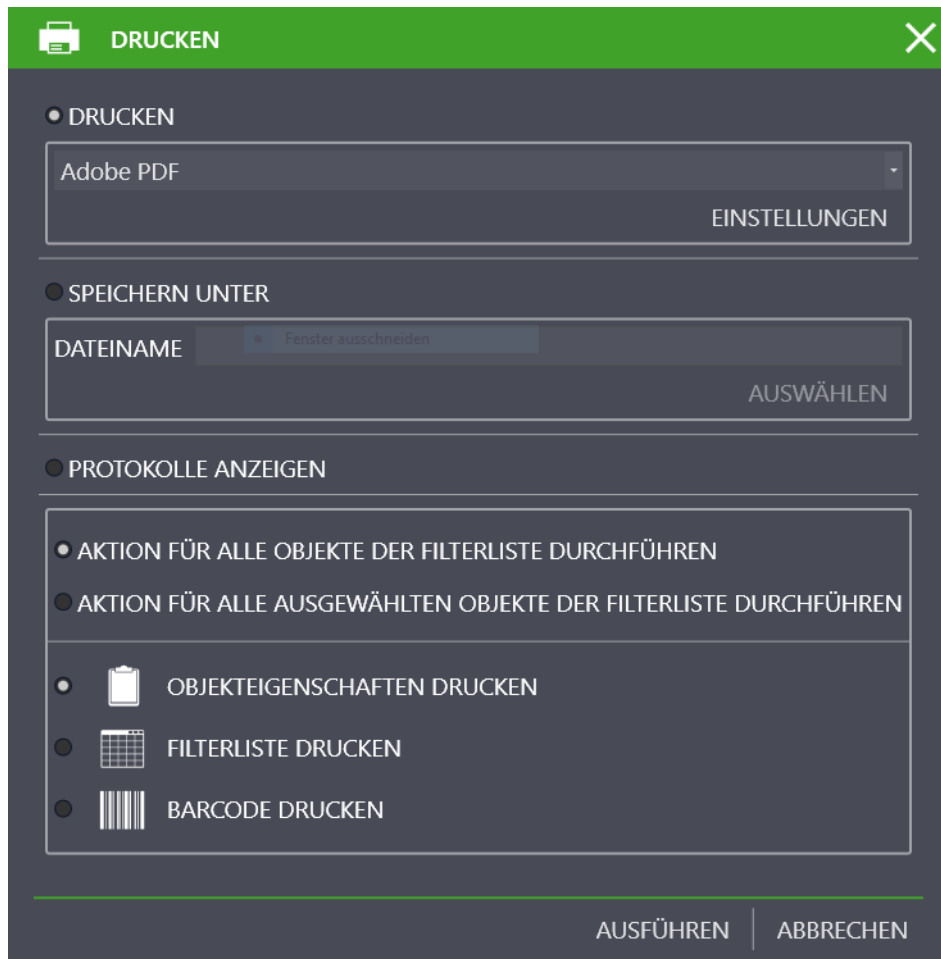 DRUCKEN
DRUCKEN
Adobe PDF
EINSTELLUNGEN
SPEICHERN UNTER
DATEINAME
Fenster ausschneiden
AUSWÄHLEN
PROTOKOLLE ANZEIGEN
AKTION FÜR ALLE OBJEKTE DER FILTERLISTE DURCHFÜHREN
AKTION FÜR ALLE AUSGEWÄHLTEN OBJEKTE DER FILTERLISTE DURCHFÜHREN
OBJEKTEIGENSCHAFTEN DRUCKEN
FILTERLISTE DRUCKEN
BARCODE DRUCKEN
AUSFÜHREN
ABBRECHEN